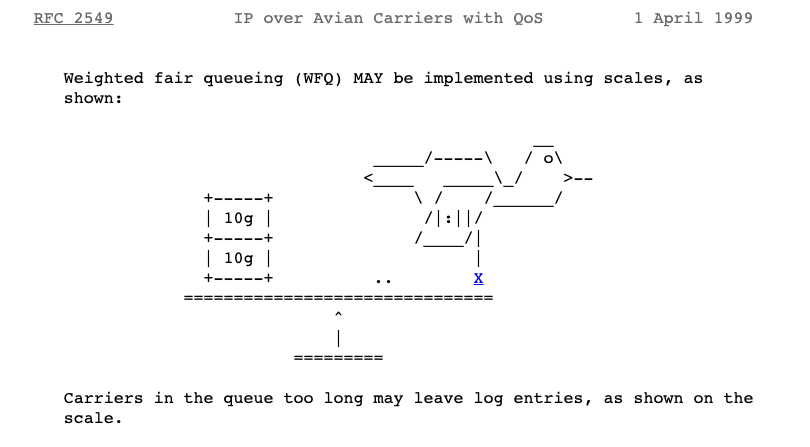 RFC 2549 IP over Avian Carriers with QoS 1 April 1999
Weighted fair queueing (WFQ) MAY be implemented using scales, as
shown:
                                               __
                               _____/-----\   / o\
                              <____   _____\_/    >--
              +-----+              \ /    /______/
              | 10g |               /|:||/
              +-----+              /____/|
              | 10g |                    |
              +-----+          ..        X
            ===============================
                           ^
                           |
                       =========
Carriers in the queue too long may leave log entries, as shown on the
scale.